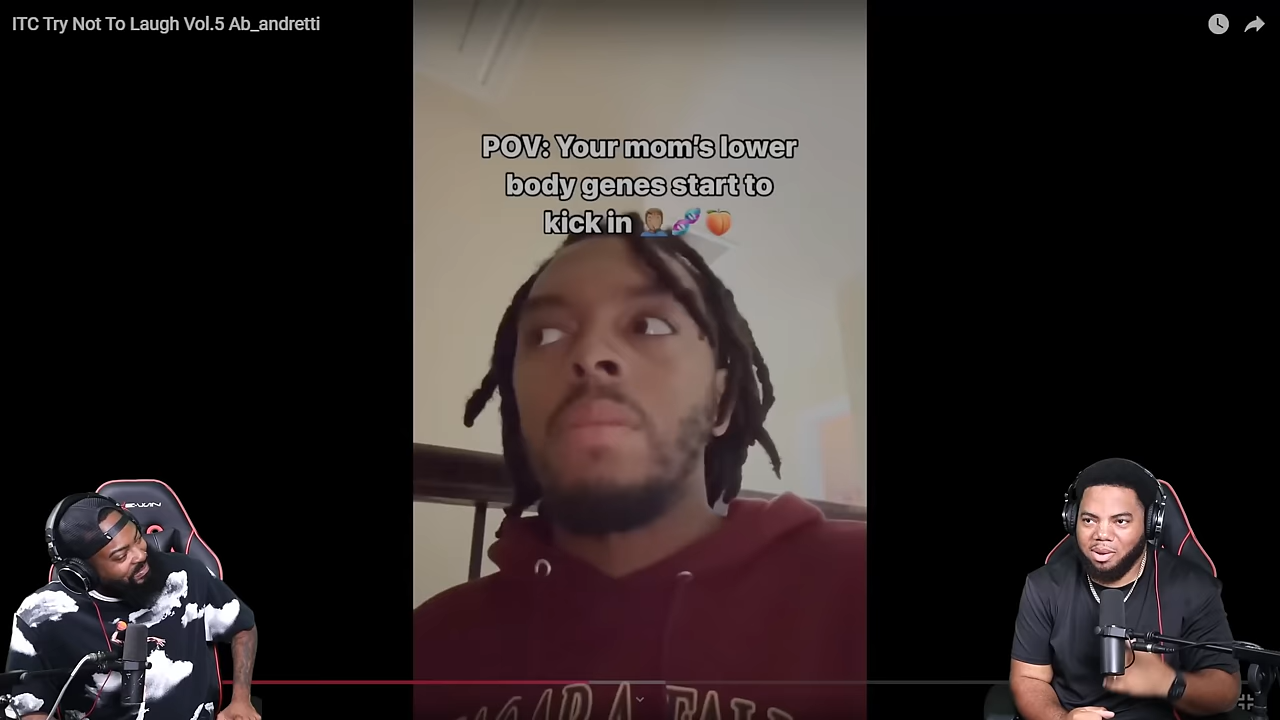 ITC Try Not To Laugh Vol.5 Ab_andretti
POV: Your mom's lower
body genes start to
kick in 🤦🏽‍♂️🧬🍑